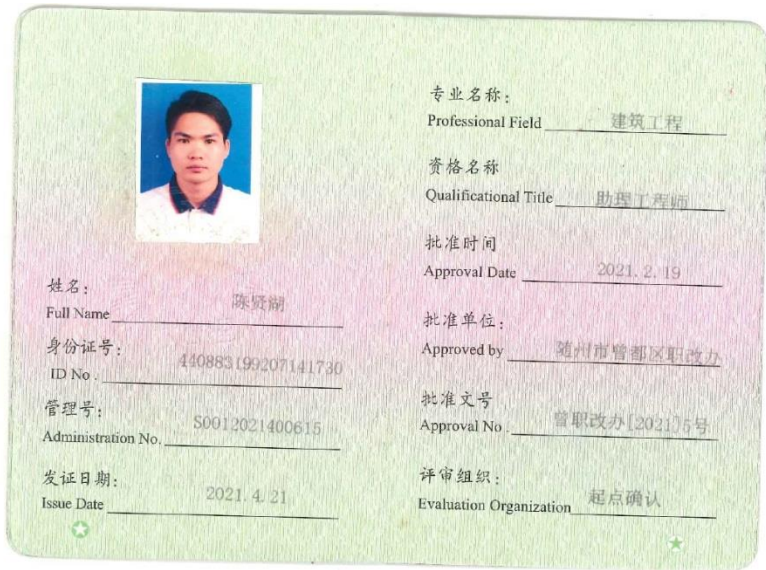 姓名：
Full Name 陈贤湖
身份证号：
ID No. 440883199207141730
管理号：
Administration No. S0012021400615
发证日期：
Issue Date 2021.4.21
专业名称：
Professional Field 建筑工程
资格名称
Qualificational Title 助理工程师
批准时间
Approval Date 2021.2.19
批准单位：
Approved by 随州市曾都区职改办
批准文号
Approval No. 曾职改办[2021]5号
评审组织：
Evaluation Organization 起点确认